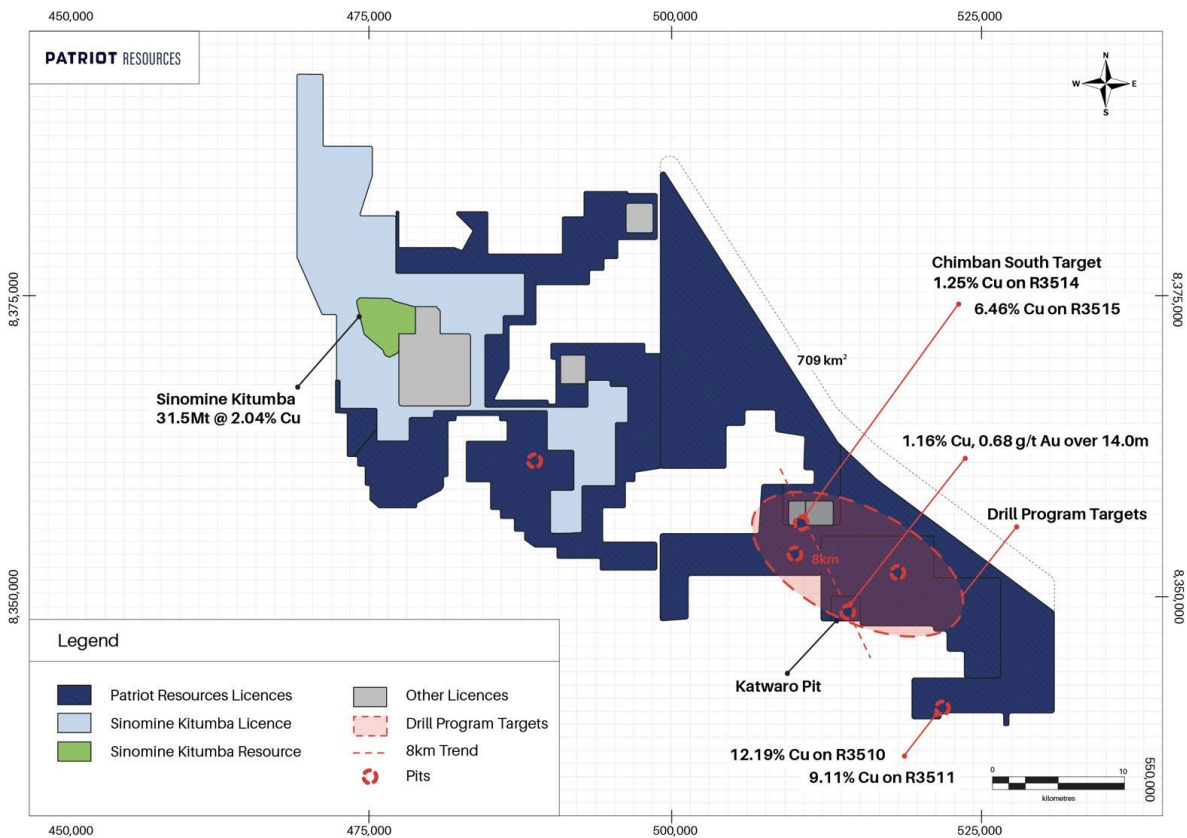 450,000
475,000
500,000
525,000
PATRIOT RESOURCES
N
W E
S
8,375,000
8,375,000
Chimban South Target
1.25% Cu on R3514
6.46% Cu on R3515
709 km²
Sinomine Kitumba
31.5Mt @ 2.04% Cu
1.16% Cu, 0.68 g/t Au over 14.0m
Drill Program Targets
8km
8,350,000
8,350,000
Katwaro Pit
Legend
Patriot Resources Licences
Sinomine Kitumba Licence
Sinomine Kitumba Resource
Other Licences
Drill Program Targets
8km Trend
Pits
12.19% Cu on R3510
9.11% Cu on R3511
0 10
kilometres
550,000
450,000
475,000
500,000
525,000